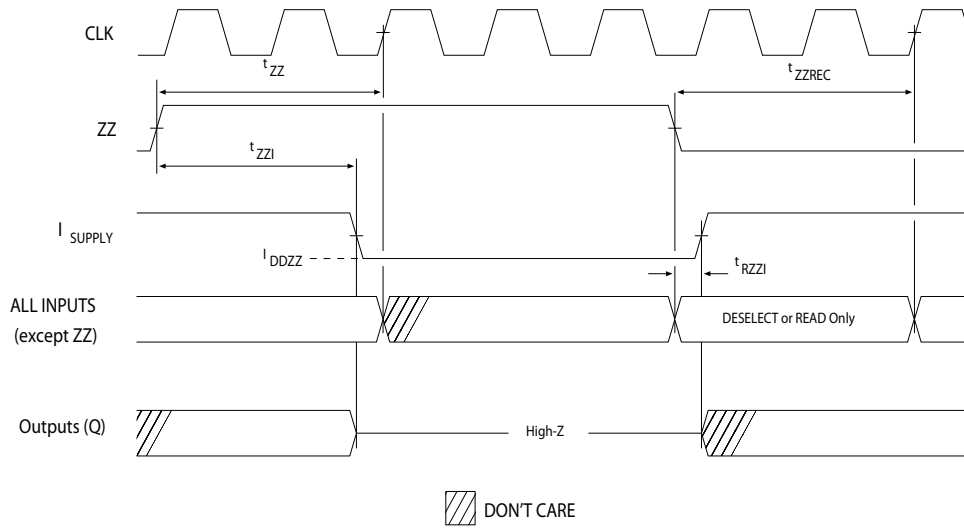 CLK
t ZZ
t ZZREC
ZZ
t ZZI
I SUPPLY
I DDZZ
t RZZI
ALL INPUTS
(except ZZ)
DESELECT or READ Only
Outputs (Q)
High-Z
DON'T CARE